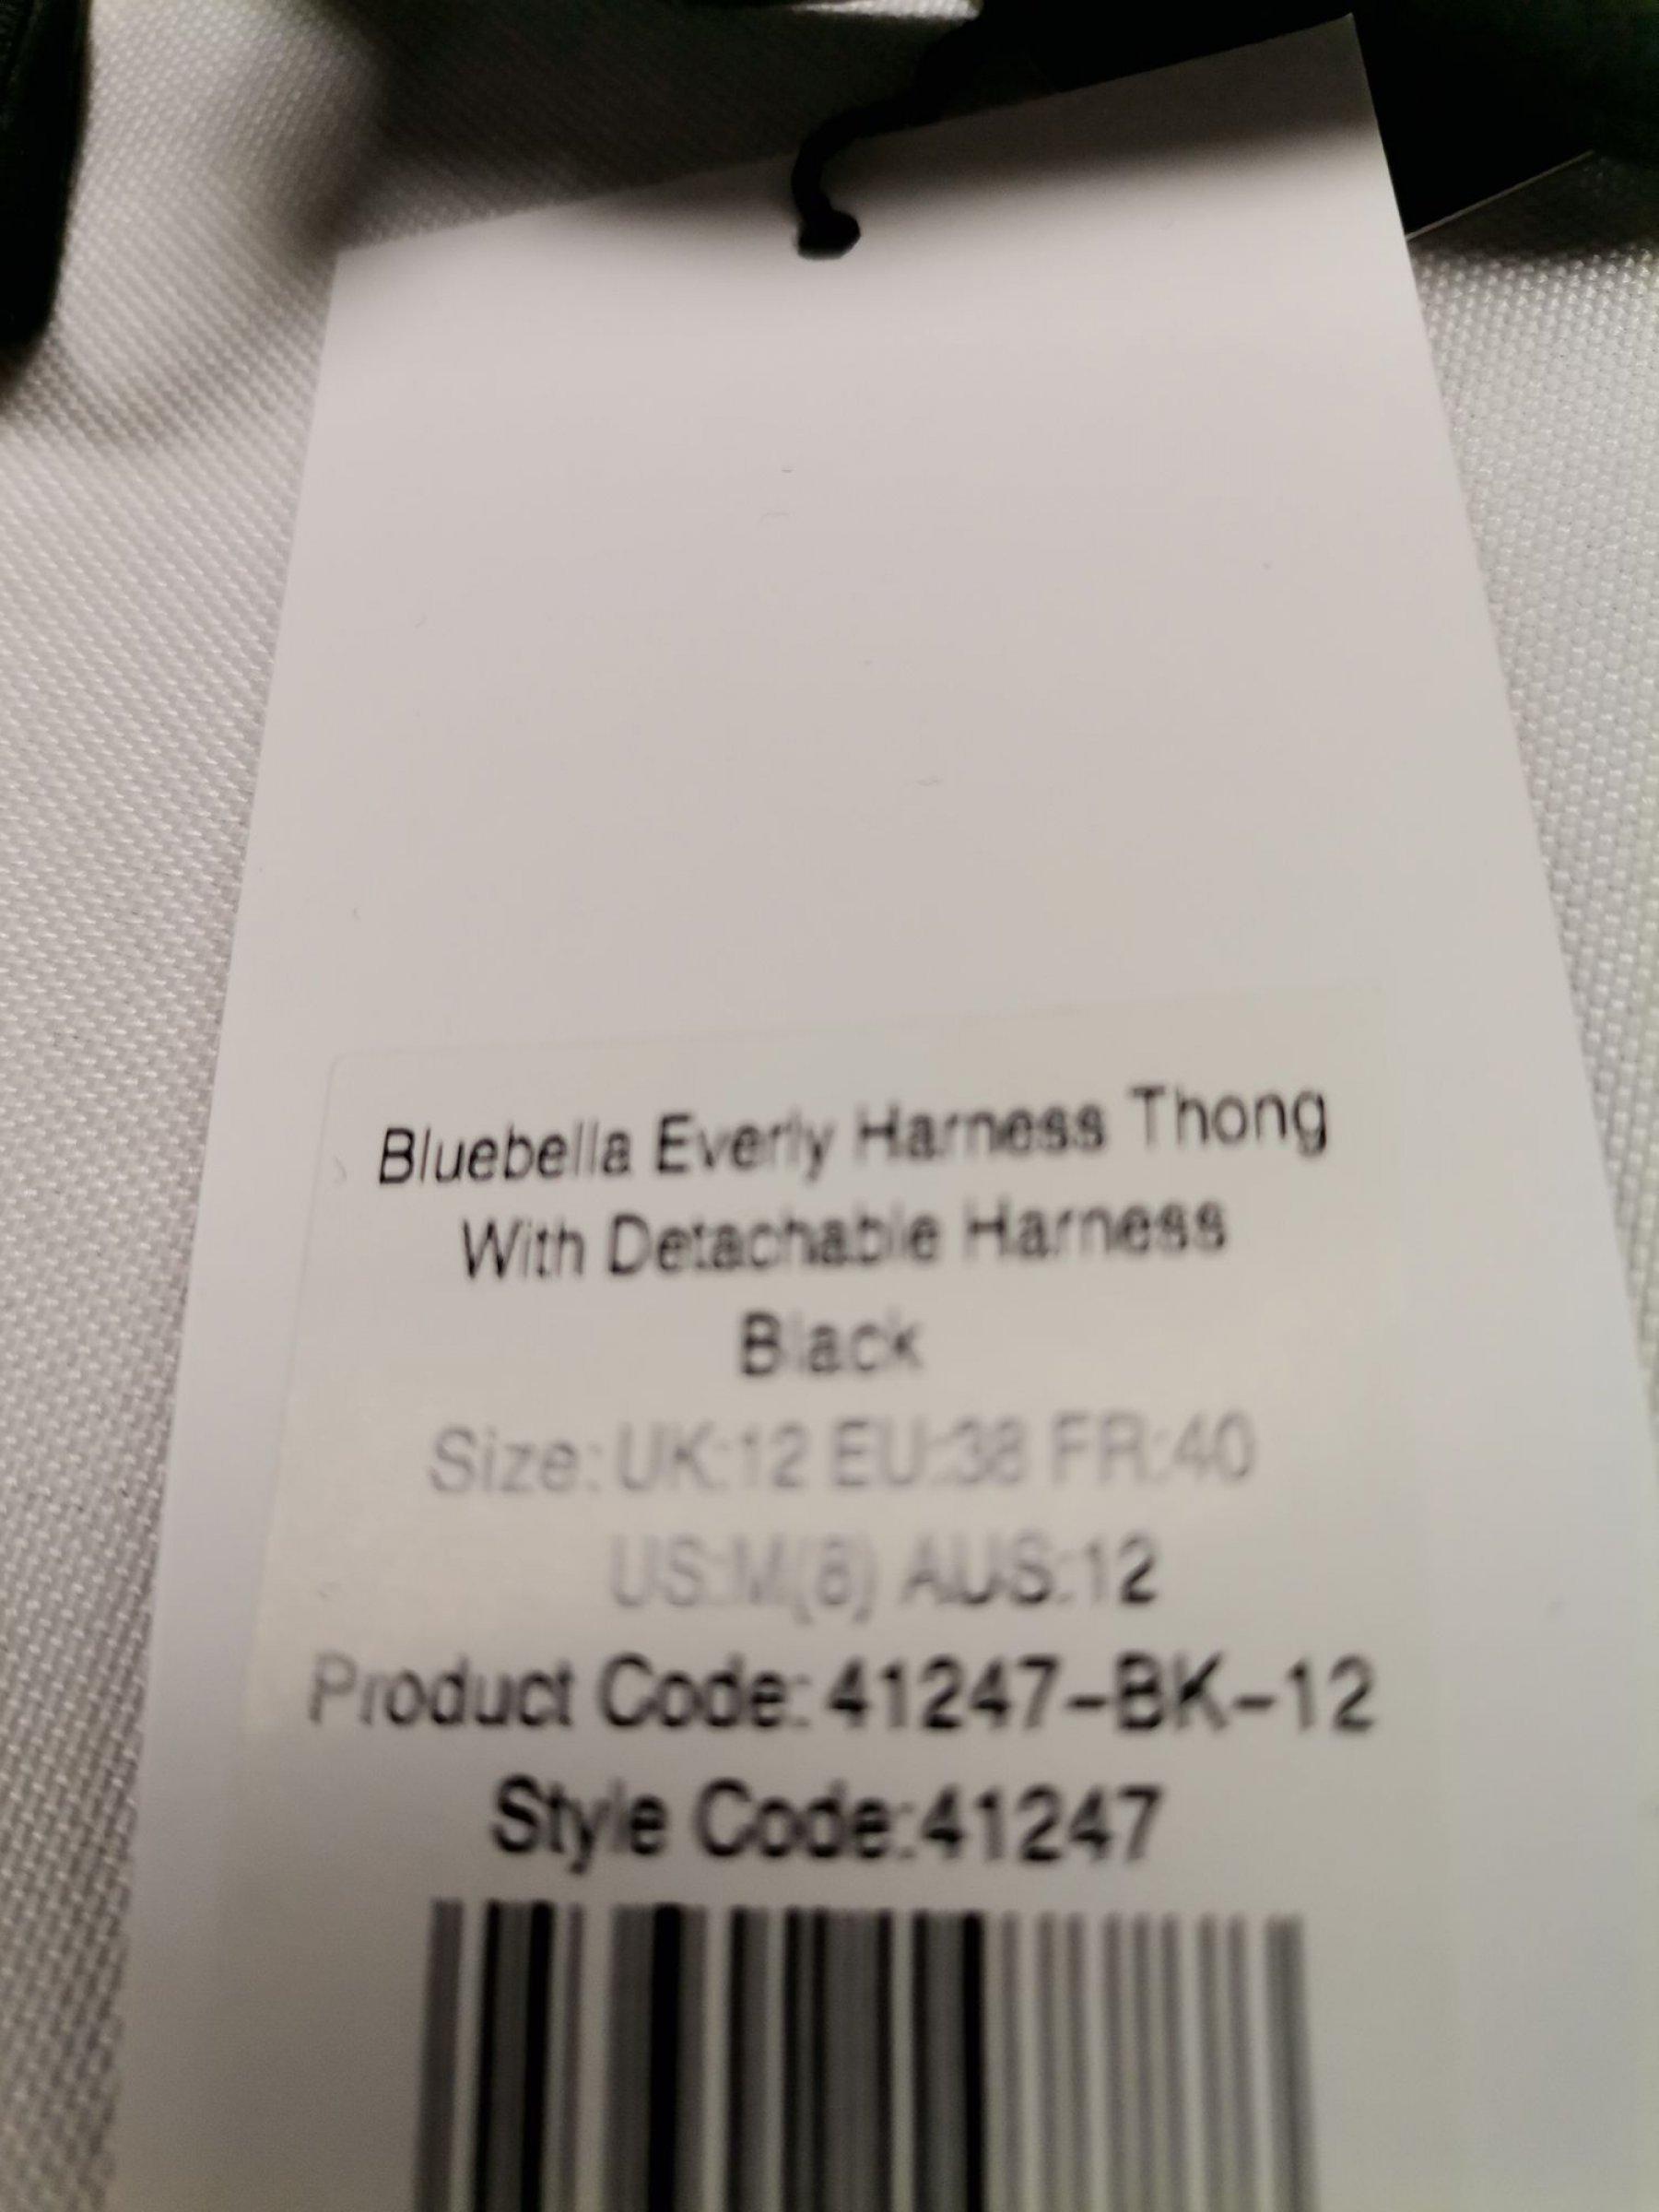 Bluebella Everly Harness Thong
With Detachable Harness
Black
Size: UK:12 EU:38 FR:40
US:M(8) AUS:12
Product Code: 41247-BK-12
Style Code:41247